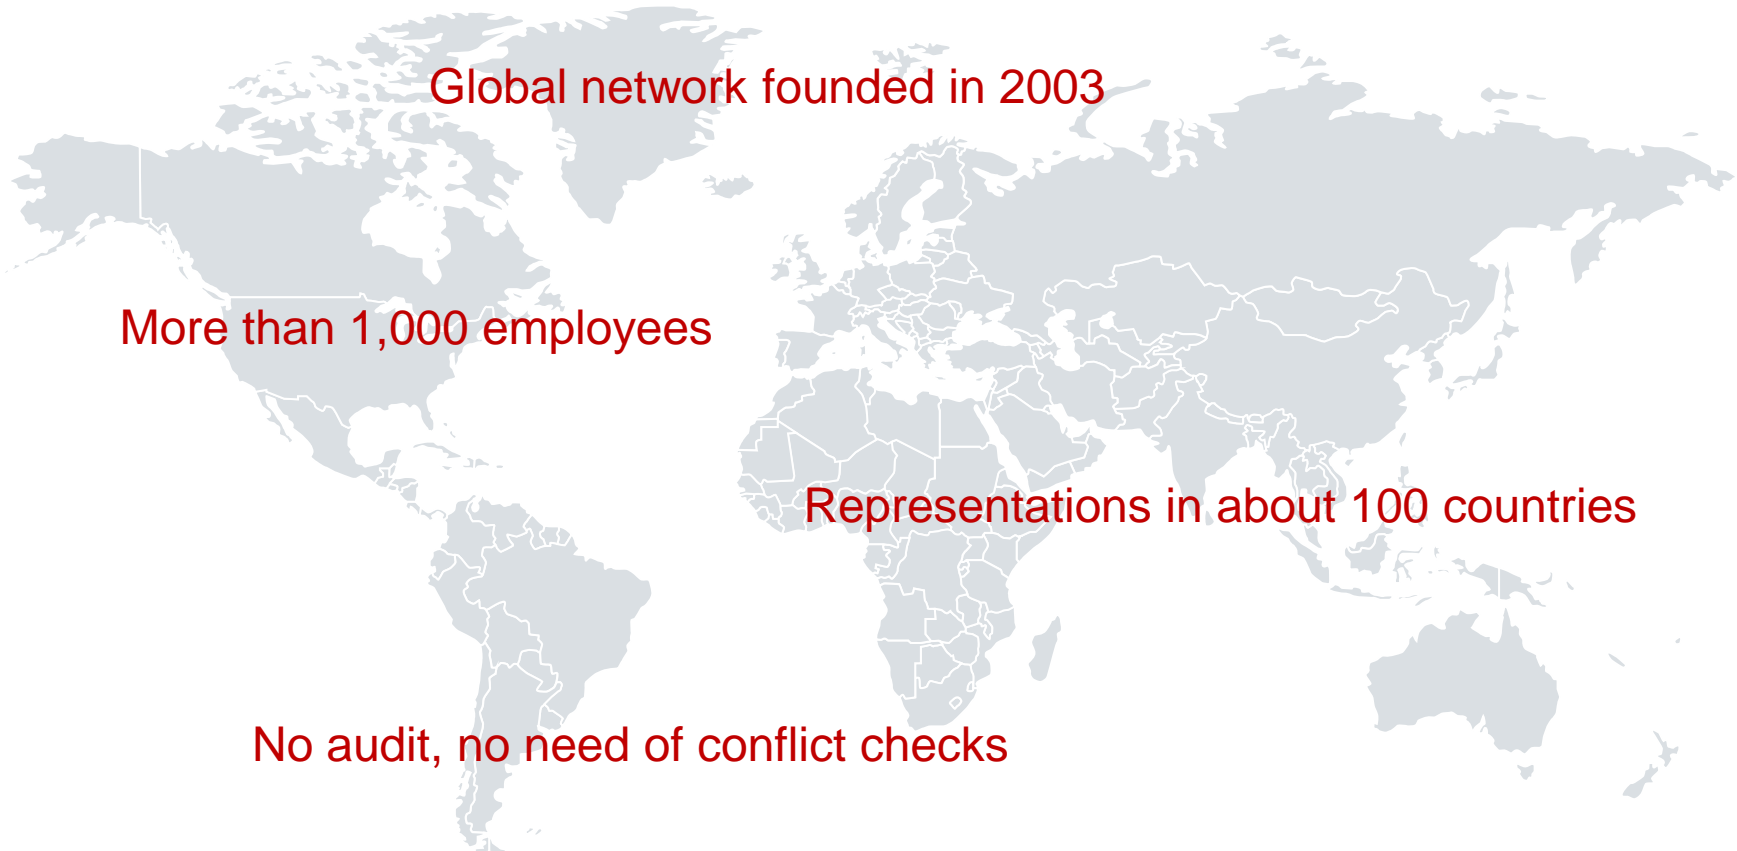 Global network founded in 2003
More than 1,000 employees
Representations in about 100 countries
No audit, no need of conflict checks